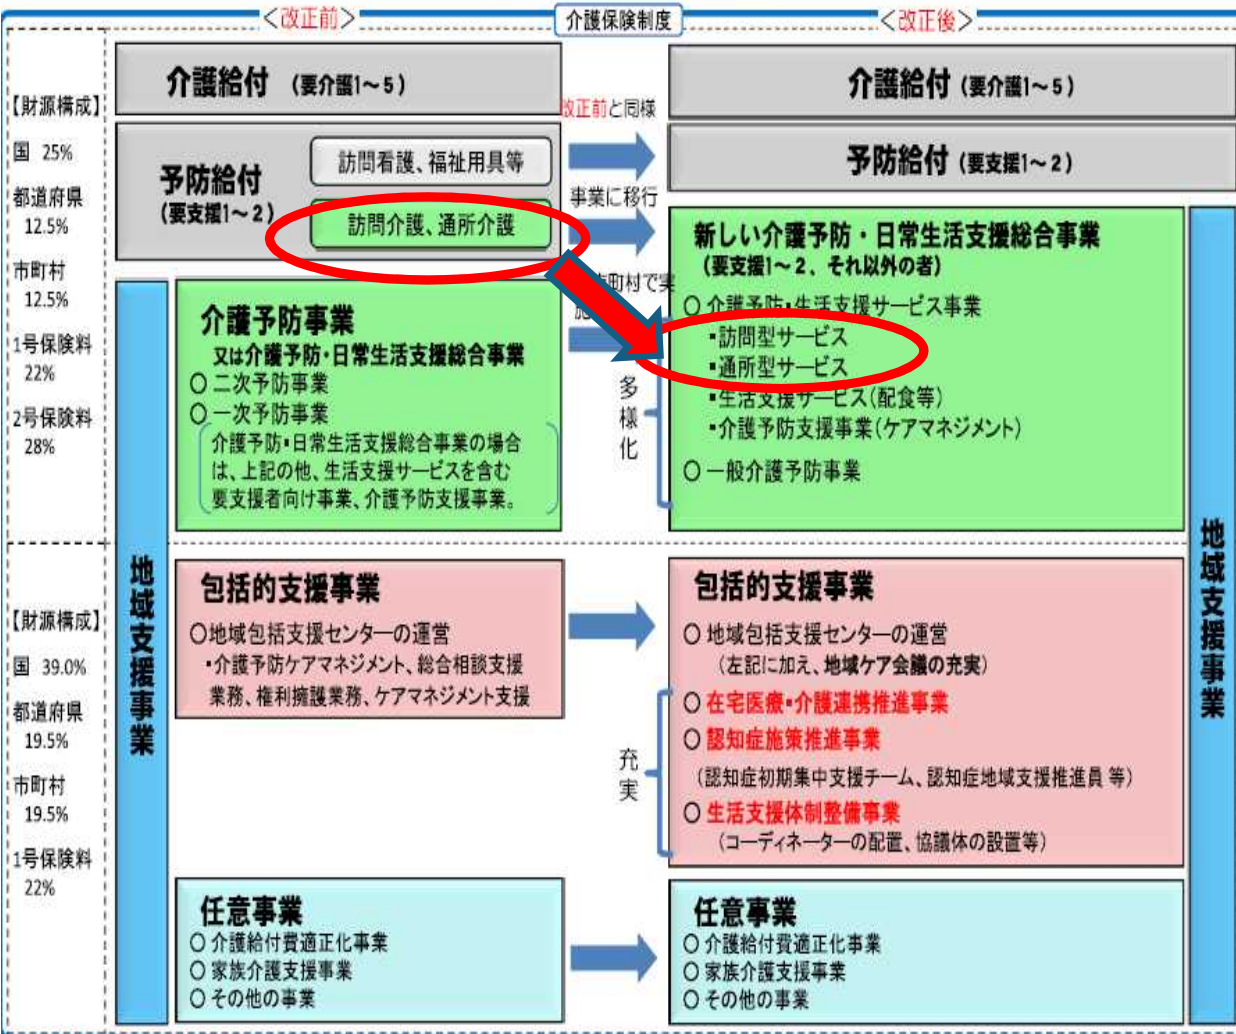 ＜改正前＞
介護保険制度
＜改正後＞
【財源構成】
国 25%
都道府県
12.5%
市町村
12.5%
1号保険料
22%
2号保険料
28%
介護給付 (要介護1～5)
予防給付
(要支援1～2)
訪問看護、福祉用具等
訪問介護、通所介護
改正前と同様
事業に移行
町村で実
多様化
介護給付 (要介護1～5)
予防給付 (要支援1～2)
新しい介護予防・日常生活支援総合事業
(要支援1～2、それ以外の者)
○ 介護予防・生活支援サービス事業
・訪問型サービス
・通所型サービス
・生活支援サービス(配食等)
・介護予防支援事業(ケアマネジメント)
○ 一般介護予防事業
介護予防事業
又は介護予防・日常生活支援総合事業
○ 二次予防事業
○ 一次予防事業
介護予防・日常生活支援総合事業の場合
は、上記の他、生活支援サービスを含む
要支援者向け事業、介護予防支援事業。
地域支援事業
地域支援事業
【財源構成】
国 39.0%
都道府県
19.5%
市町村
19.5%
1号保険料
22%
包括的支援事業
○地域包括支援センターの運営
・介護予防ケアマネジメント、総合相談支援
業務、権利擁護業務、ケアマネジメント支援
充実
包括的支援事業
○ 地域包括支援センターの運営
(左記に加え、地域ケア会議の充実)
○ 在宅医療・介護連携推進事業
○ 認知症施策推進事業
(認知症初期集中支援チーム、認知症地域支援推進員 等)
○ 生活支援体制整備事業
(コーディネーターの配置、協議体の設置等)
任意事業
○ 介護給付費適正化事業
○ 家族介護支援事業
○ その他の事業
任意事業
○ 介護給付費適正化事業
○ 家族介護支援事業
○ その他の事業